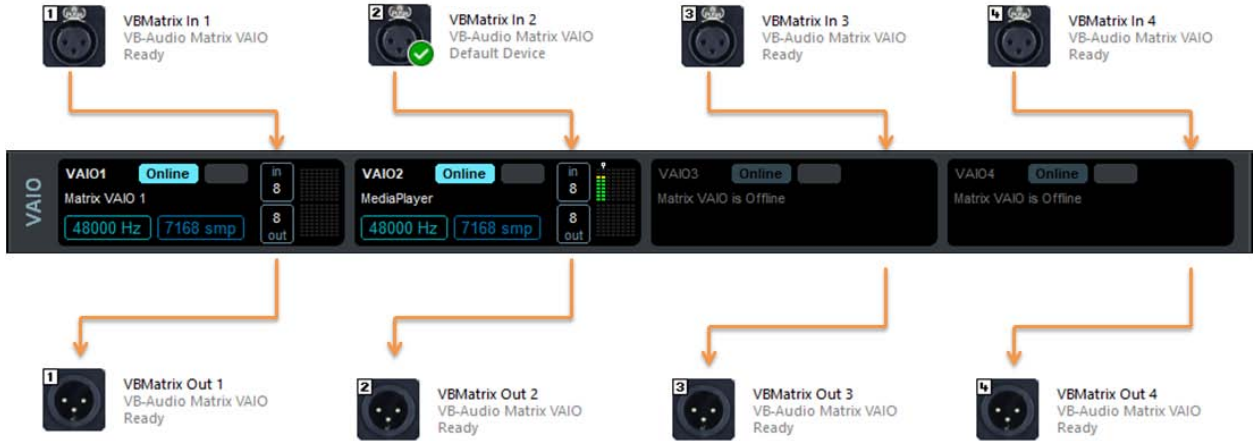 1
VBMatrix In 1
VB-Audio Matrix VAIO
Ready
2
VBMatrix In 2
VB-Audio Matrix VAIO
Default Device
3
VBMatrix In 3
VB-Audio Matrix VAIO
Ready
4
VBMatrix In 4
VB-Audio Matrix VAIO
Ready
VAIO
VAIO1 Online
Matrix VAIO 1
48000 Hz 7168 smp
in
8
8
out
VAIO2 Online
MediaPlayer
48000 Hz 7168 smp
in
8
8
out
VAIO3 Online
Matrix VAIO is Offline
VAIO4 Online
Matrix VAIO is Offline
1
VBMatrix Out 1
VB-Audio Matrix VAIO
Ready
2
VBMatrix Out 2
VB-Audio Matrix VAIO
Ready
3
VBMatrix Out 3
VB-Audio Matrix VAIO
Ready
4
VBMatrix Out 4
VB-Audio Matrix VAIO
Ready